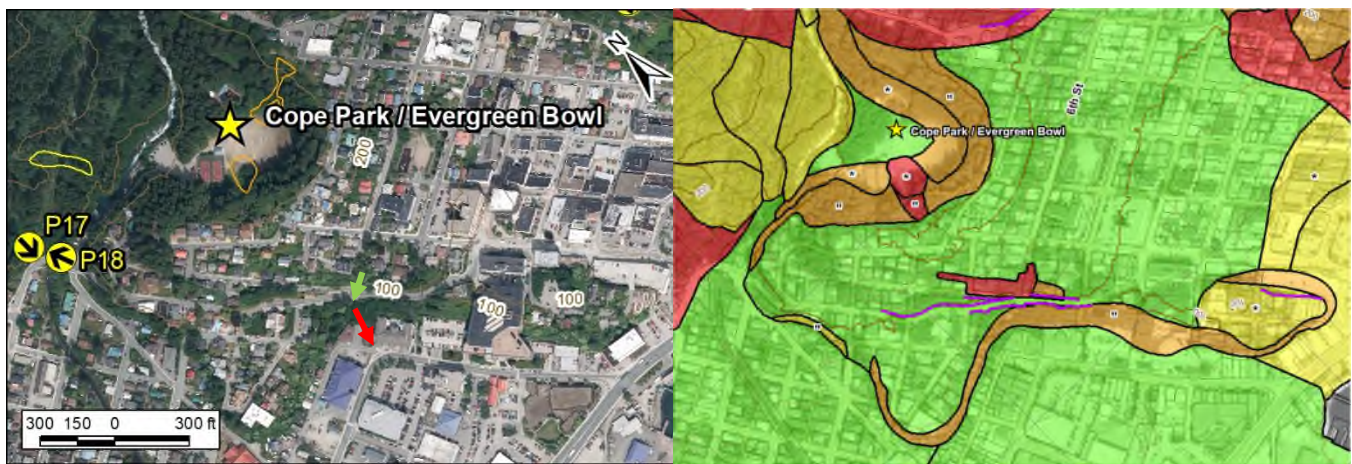 N
Cope Park / Evergreen Bowl
200
P17
P18
100
100
100
300 150 0 300 ft
6th St
Cope Park / Evergreen Bowl
H
H
H
H